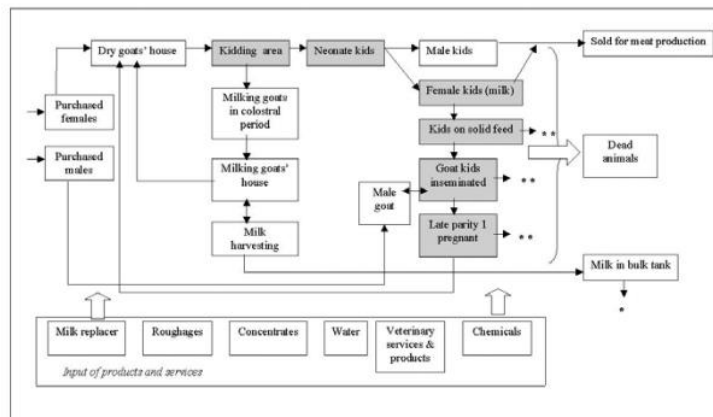 Dry goats' house
Kidding area
Neonate kids
Male kids
Sold for meat production
Purchased
females
Milking goats
in colostral
period
Female kids (milk)
Kids on solid feed
* *
Purchased
males
Milking goats'
house
Male
goat
Goat kids
inseminated
* *
Dead
animals
Milk
harvesting
Late parity 1
pregnant
* *
Milk in bulk tank
*
Milk replacer
Roughages
Concentrates
Water
Veterinary
services &
products
Chemicals
Input of products and services